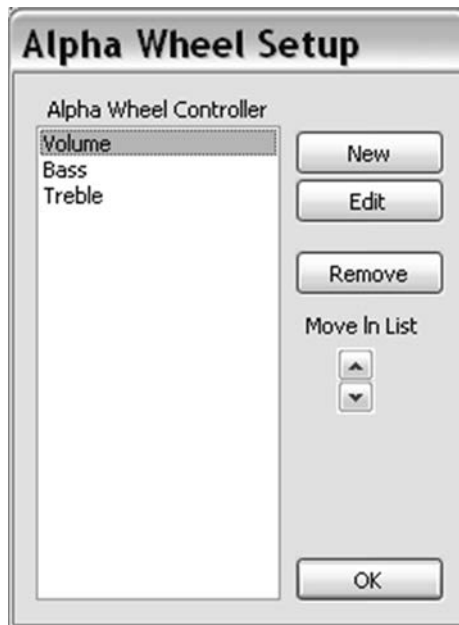 Alpha Wheel Setup
Alpha Wheel Controller
Volume
Bass
Treble
New
Edit
Remove
Move In List
OK